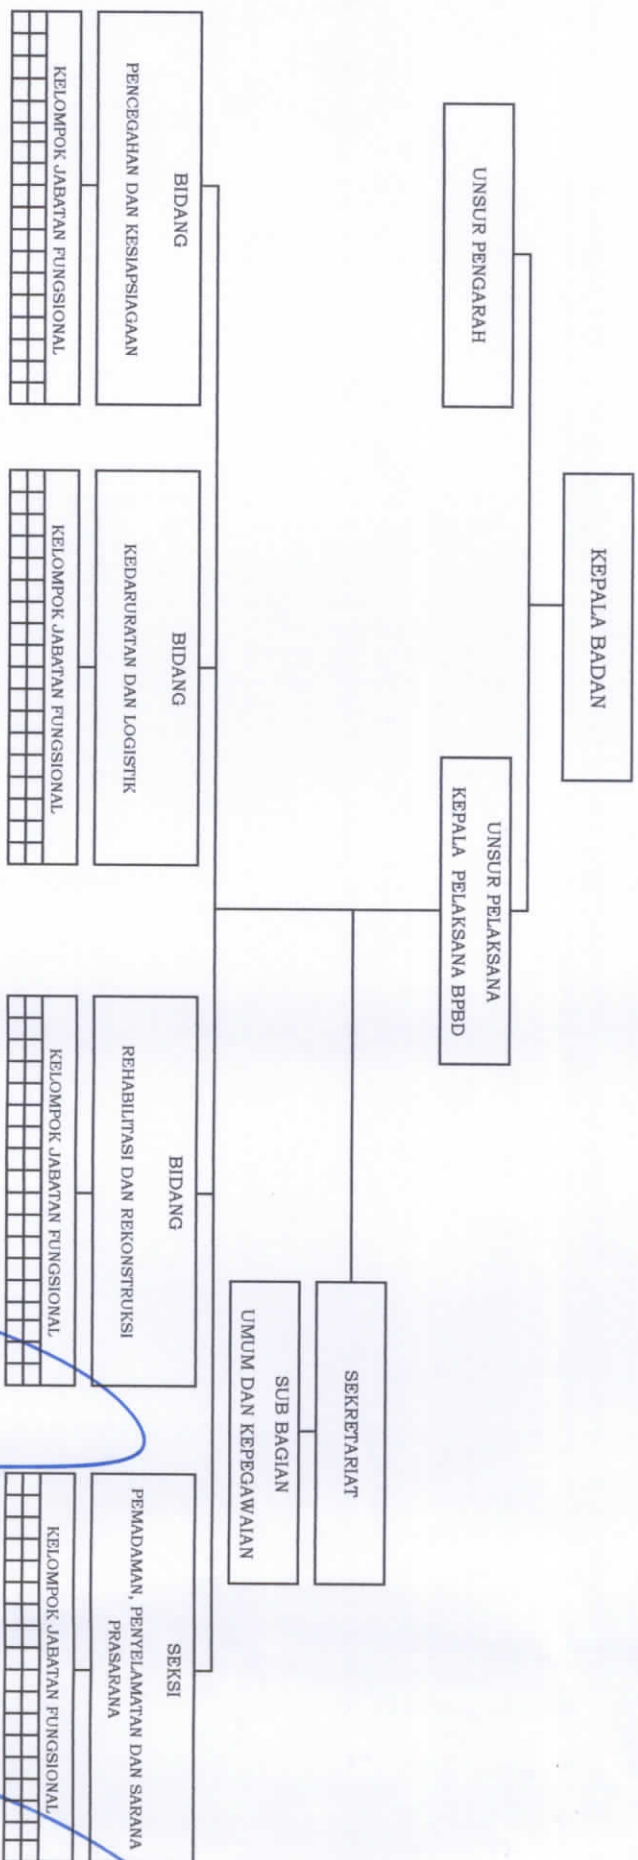 KEPALA BADAN
UNSUR PENGARAH
UNSUR PELAKSANA
KEPALA PELAKSANA BPBD
SEKRETARIAT
SUB BAGIAN
UMUM DAN KEPEGAWAIAN
BIDANG
PENCEGAHAN DAN KESIAPSIAGAAN
KELOMPOK JABATAN FUNGSIONAL
BIDANG
KEDARURATAN DAN LOGISTIK
KELOMPOK JABATAN FUNGSIONAL
BIDANG
REHABILITASI DAN REKONSTRUKSI
KELOMPOK JABATAN FUNGSIONAL
SEKSI
PEMADAMAN, PENYELAMATAN DAN SARANA
PRASARANA
KELOMPOK JABATAN FUNGSIONAL